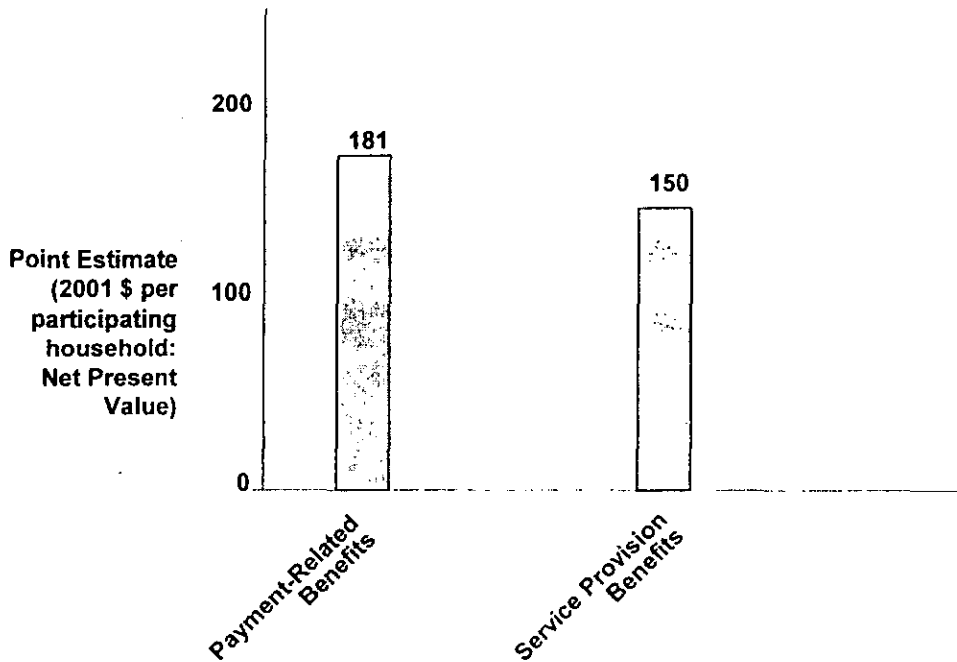 200
181
150
Point Estimate
(2001 $ per
participating
household:
Net Present
Value)
100
0
Payment-Related
Benefits
Service Provision
Benefits